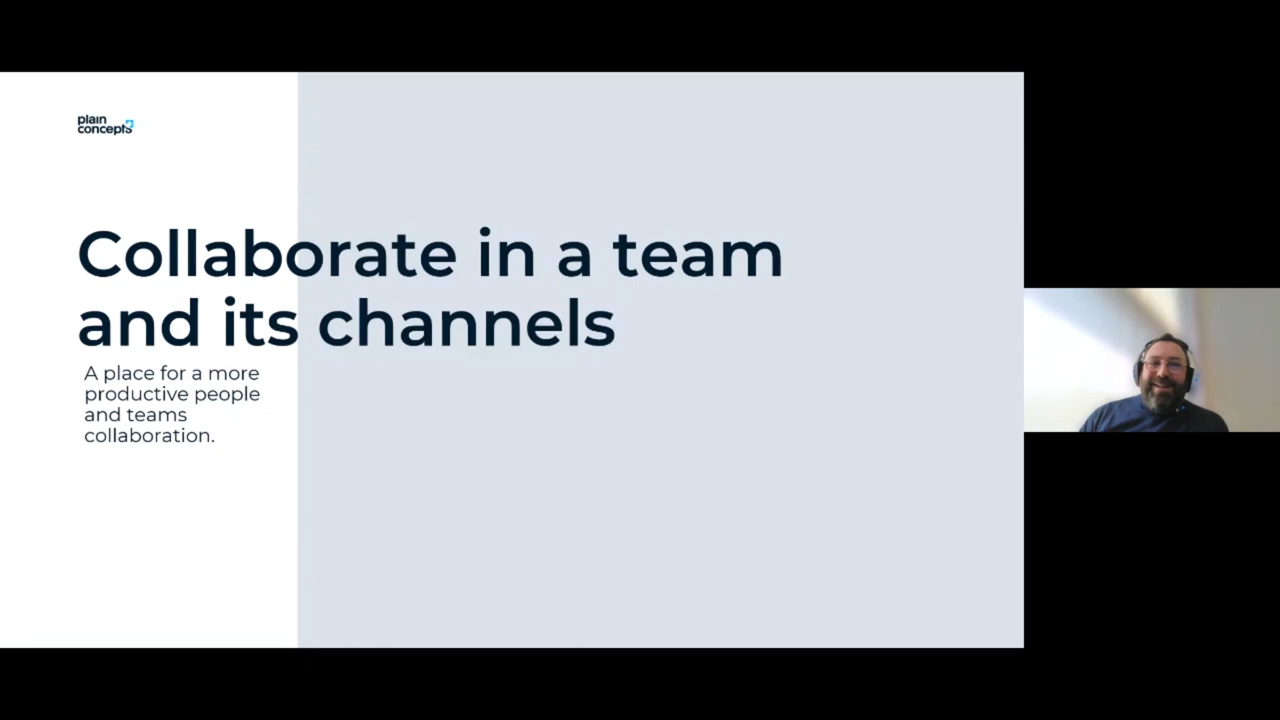 plain
concepts
Collaborate in a team
and its channels
A place for a more
productive people
and teams
collaboration.